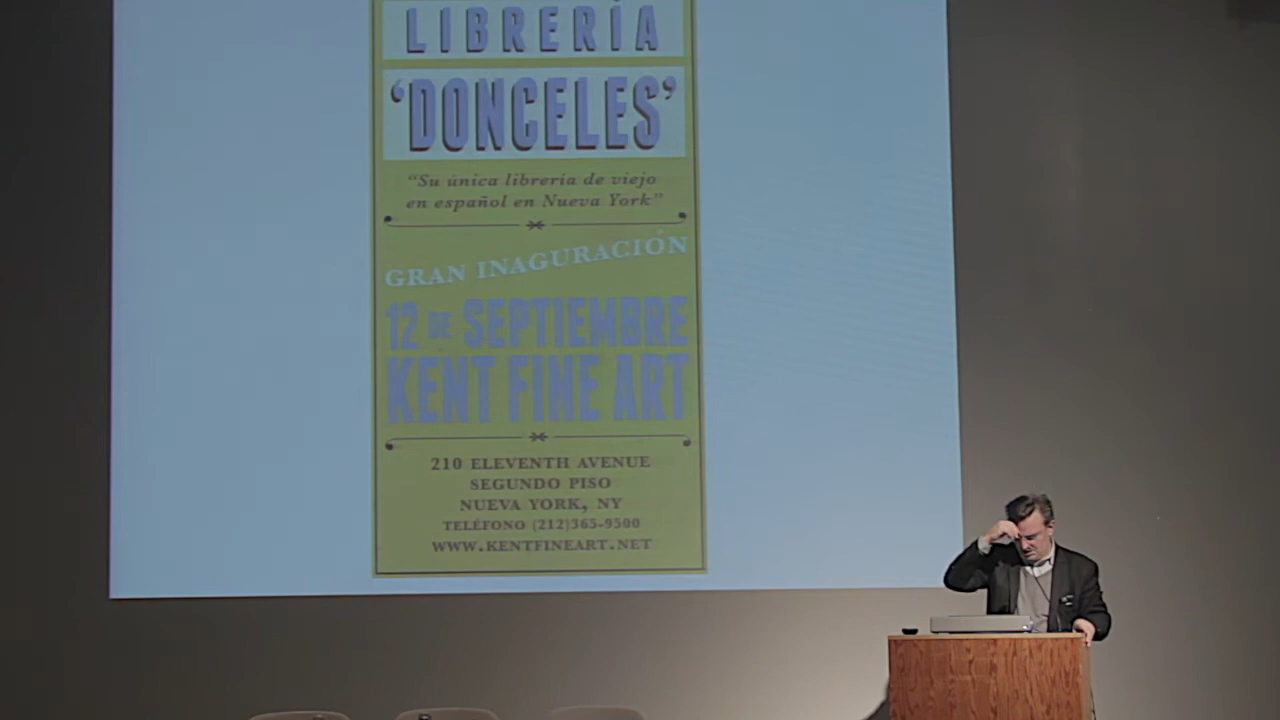 LIBRERÍA
‘DONCELES’
“Su única librería de viejo
en español en Nueva York”
GRAN INAGURACIÓN
12 DE SEPTIEMBRE
KENT FINE ART
210 ELEVENTH AVENUE
SEGUNDO PISO
NUEVA YORK, NY
TELÉFONO (212)365-9500
WWW.KENTFINEART.NET